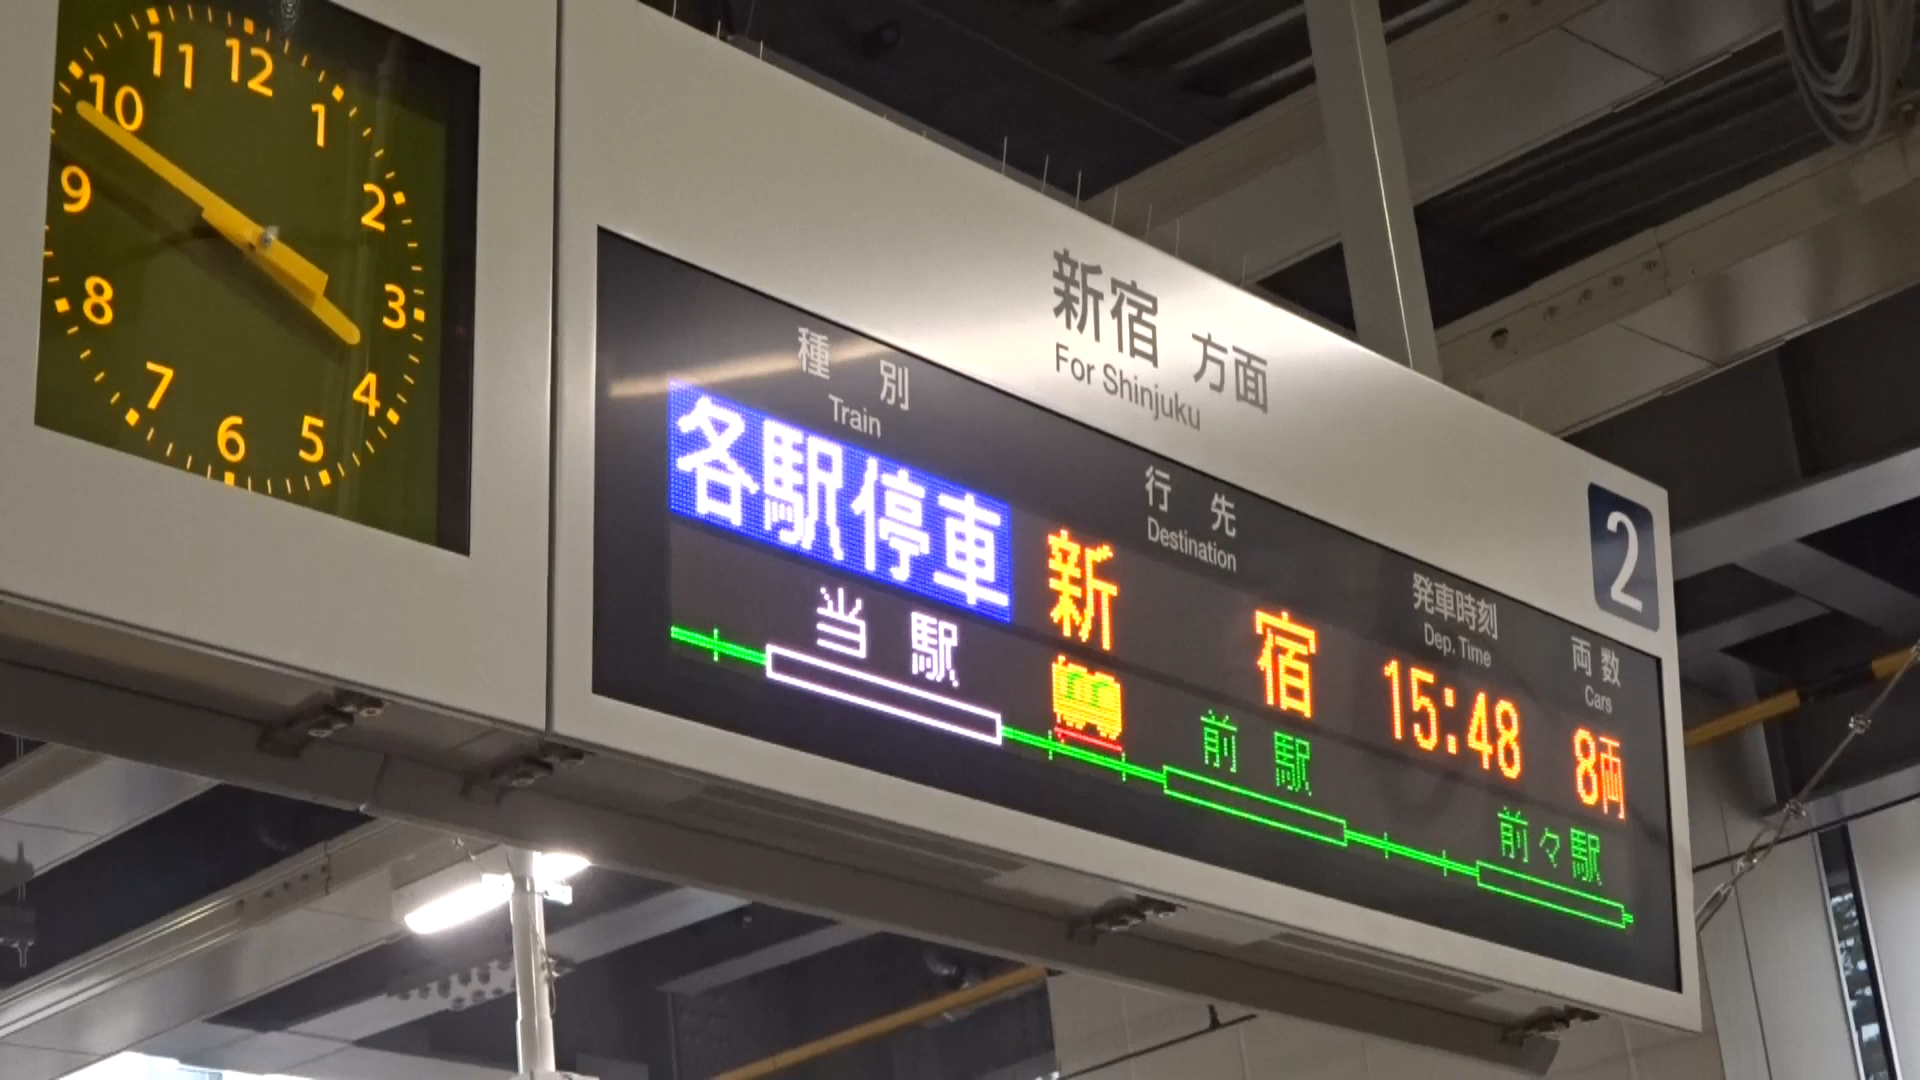 11 12 1
10 2
9 3
8 4
7 6 5
新宿 方面
For Shinjuku
2
種別 行先 発車時刻 両数
Train Destination Dep. Time Cars
各駅停車 新宿 15:48 8両
当駅 前駅 前々駅